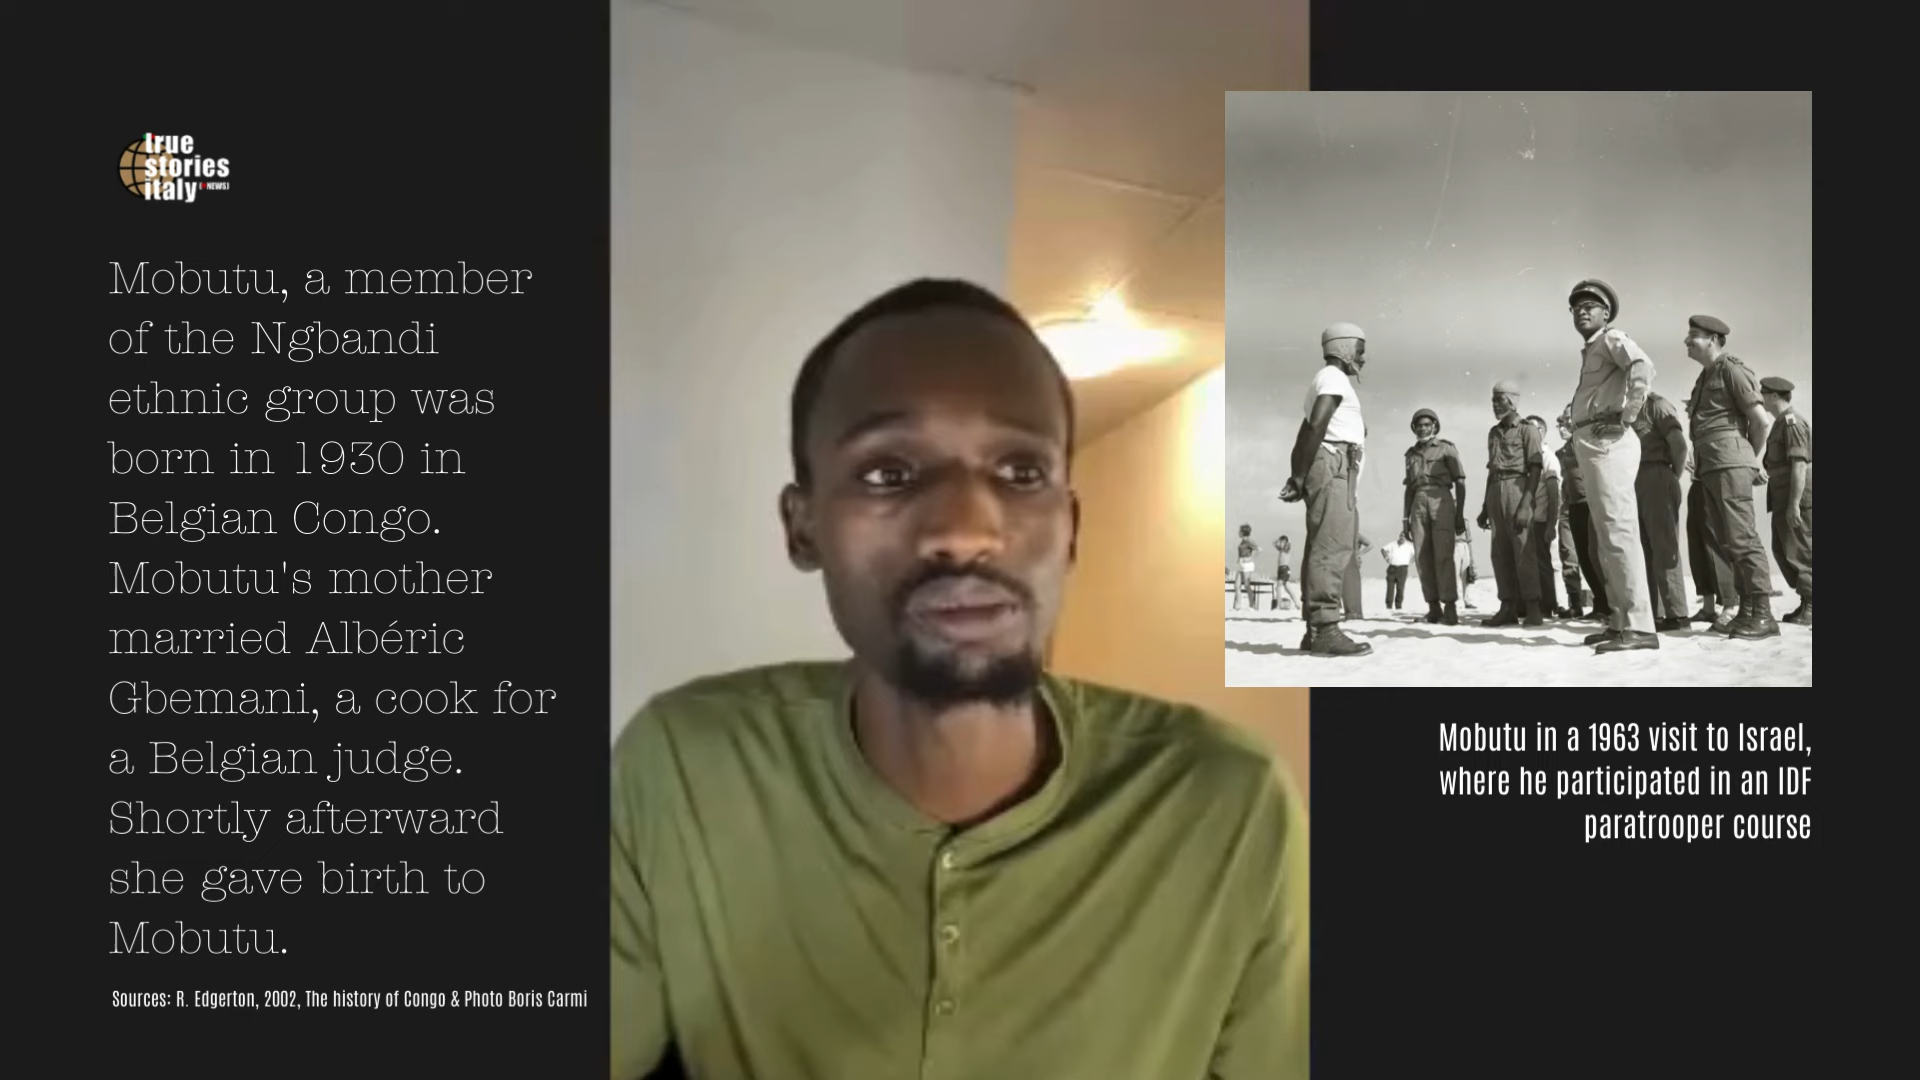 True
stories
italy (+NEWS)
Mobutu, a member
of the Ngbandi
ethnic group was
born in 1930 in
Belgian Congo.
Mobutu's mother
married Albéric
Gbemani, a cook for
a Belgian judge.
Shortly afterward
she gave birth to
Mobutu.
Sources: R. Edgerton, 2002, The history of Congo & Photo Boris Carmi
Mobutu in a 1963 visit to Israel,
where he participated in an IDF
paratrooper course